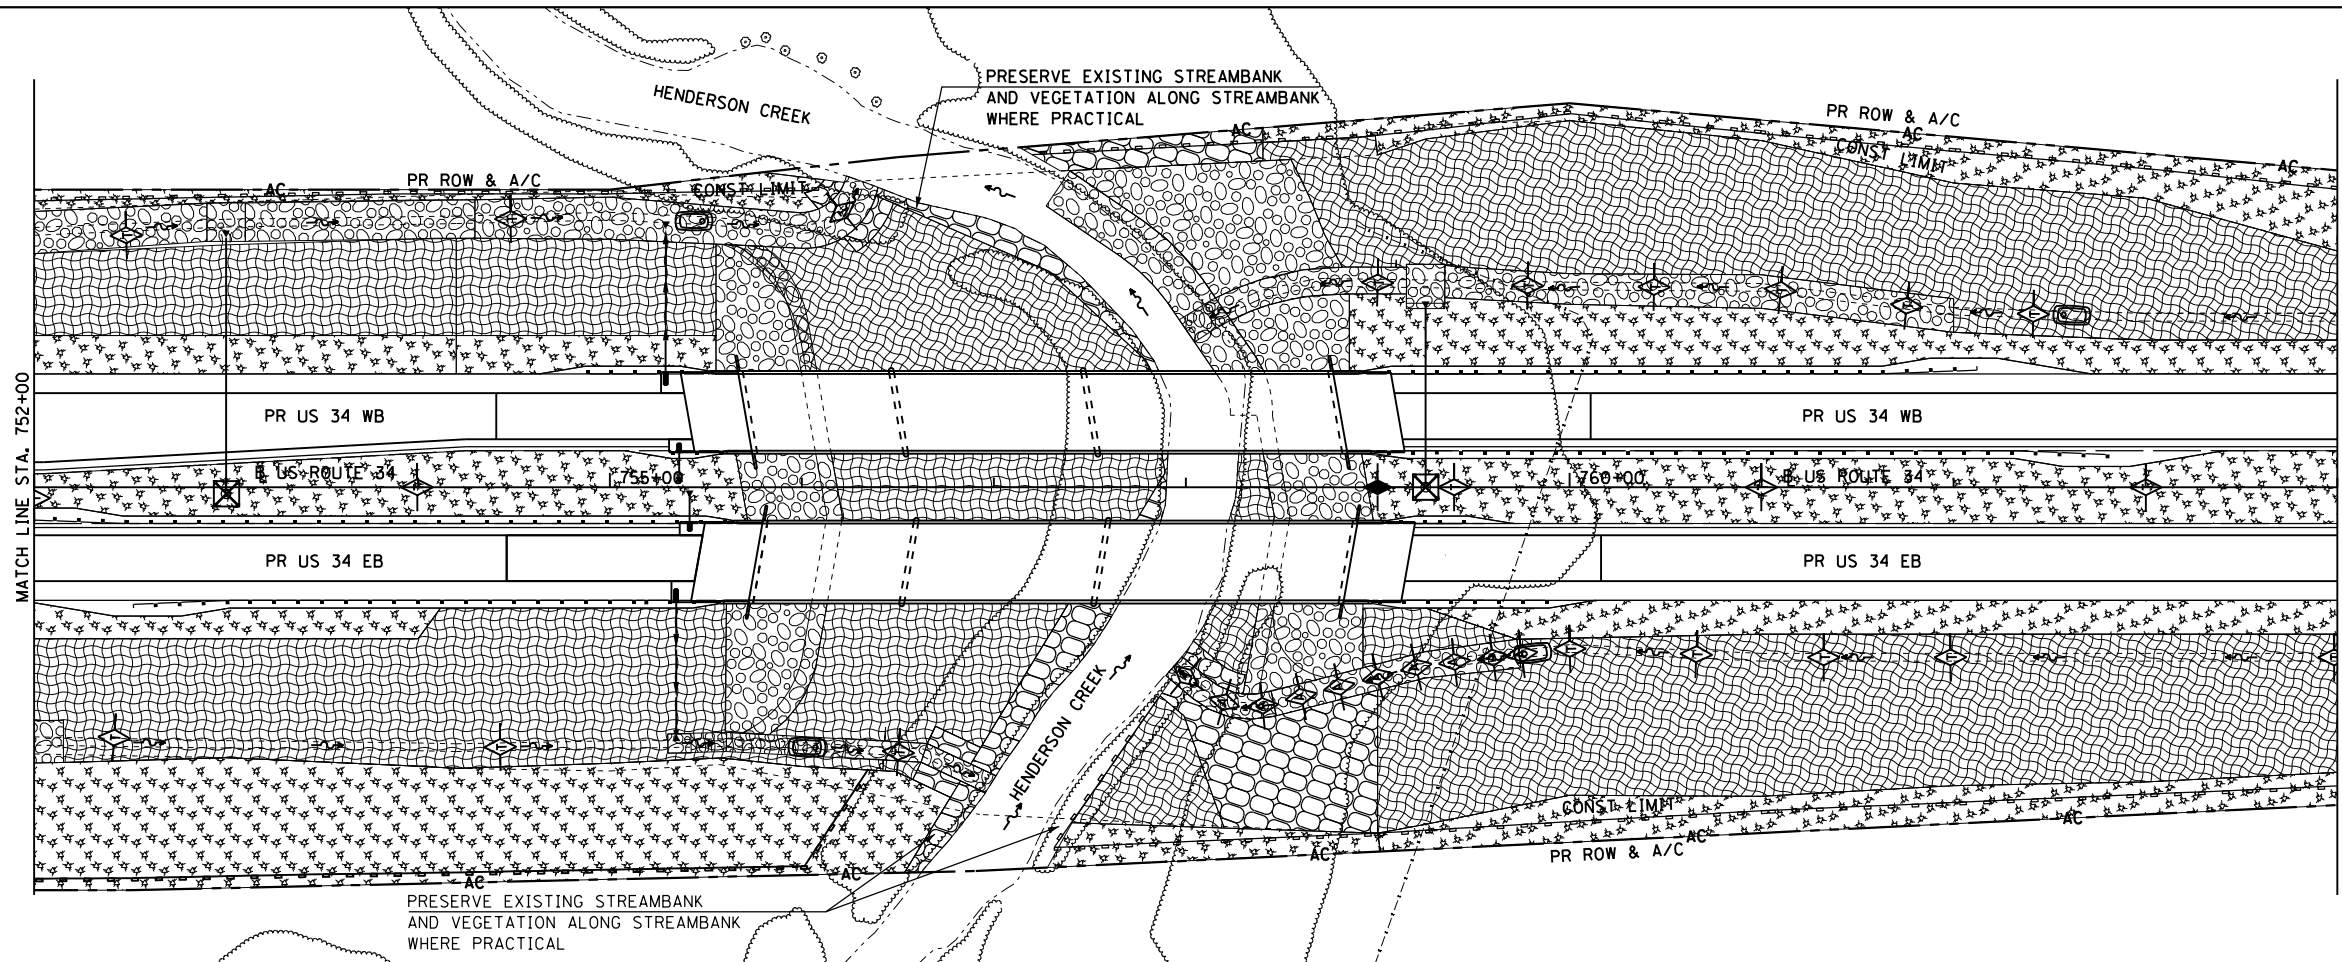 PRESERVE EXISTING STREAMBANK
AND VEGETATION ALONG STREAMBANK
WHERE PRACTICAL
HENDERSON CREEK
PR ROW & A/C
AC
CONST LIMIT
AC
AC
PR ROW & A/C
AC
CONST LIMIT
MATCH LINE STA. 752+00
PR US 34 WB
PR US 34 WB
B US ROUTE 34
755+00
760+00
B US ROUTE 34
PR US 34 EB
PR US 34 EB
HENDERSON CREEK
CONST LIMIT
AC
AC
AC
PR ROW & A/C
AC
AC
PRESERVE EXISTING STREAMBANK
AND VEGETATION ALONG STREAMBANK
WHERE PRACTICAL